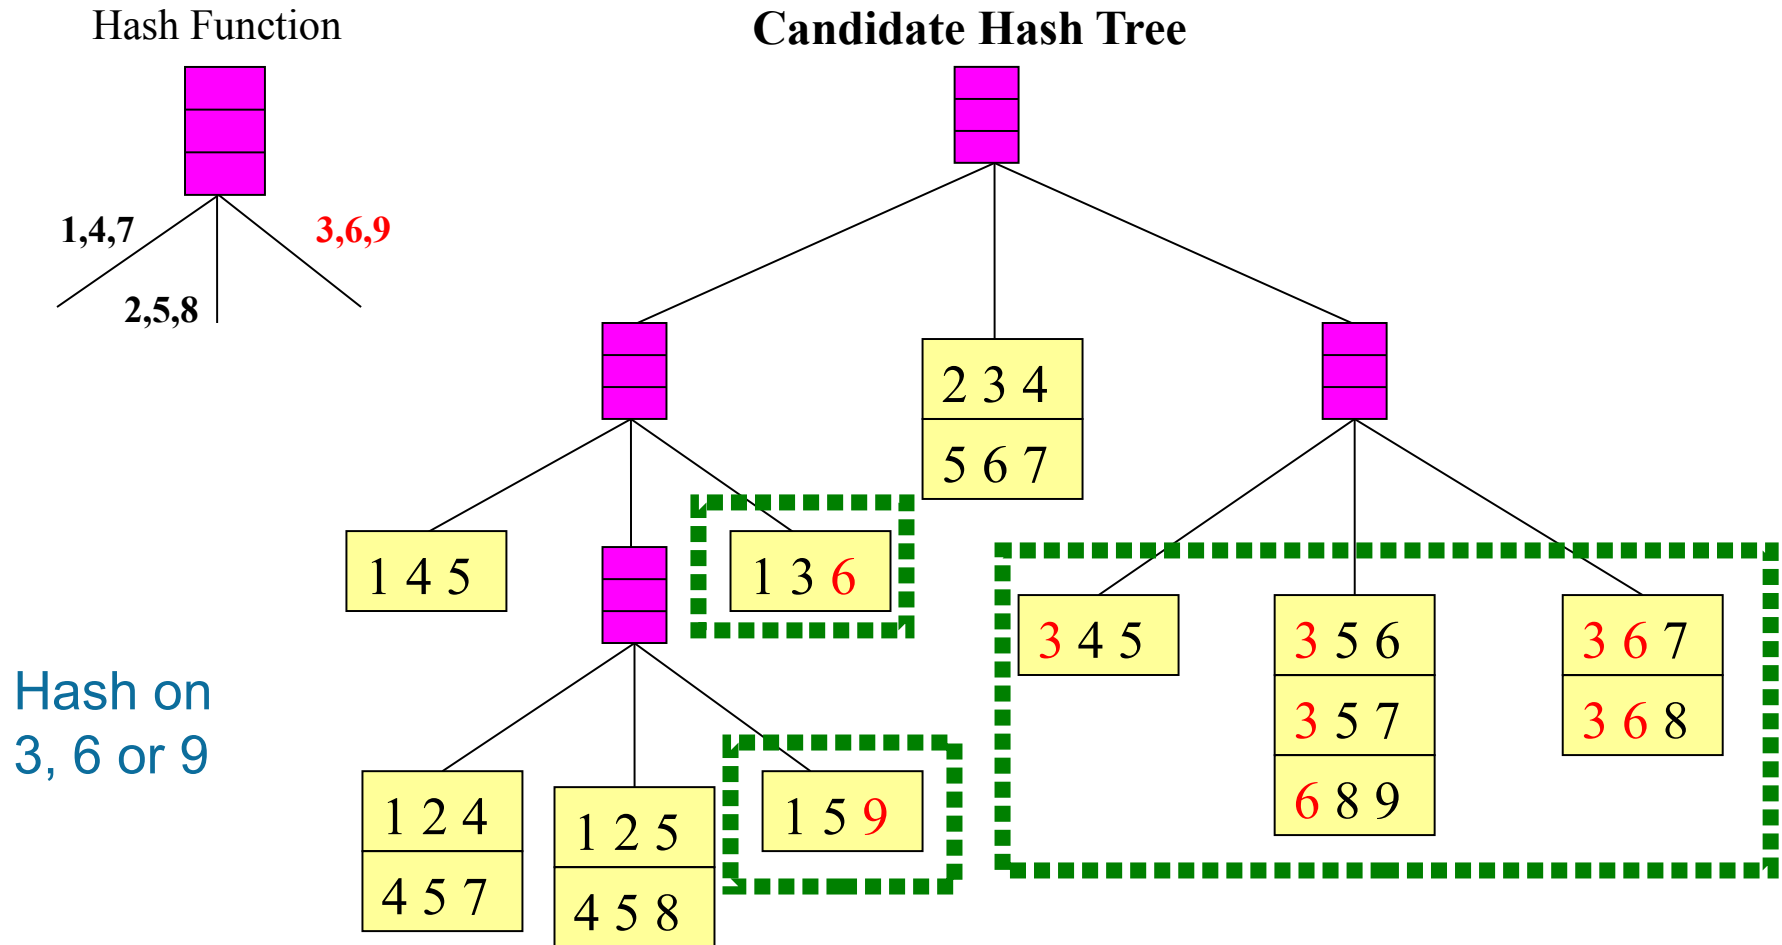 Hash Function
Candidate Hash Tree
1,4,7
3,6,9
2,5,8
2 3 4
5 6 7
1 4 5
1 3 6
3 4 5
3 5 6
3 6 7
3 5 7
3 6 8
6 8 9
Hash on
3, 6 or 9
1 2 4
1 2 5
1 5 9
4 5 7
4 5 8